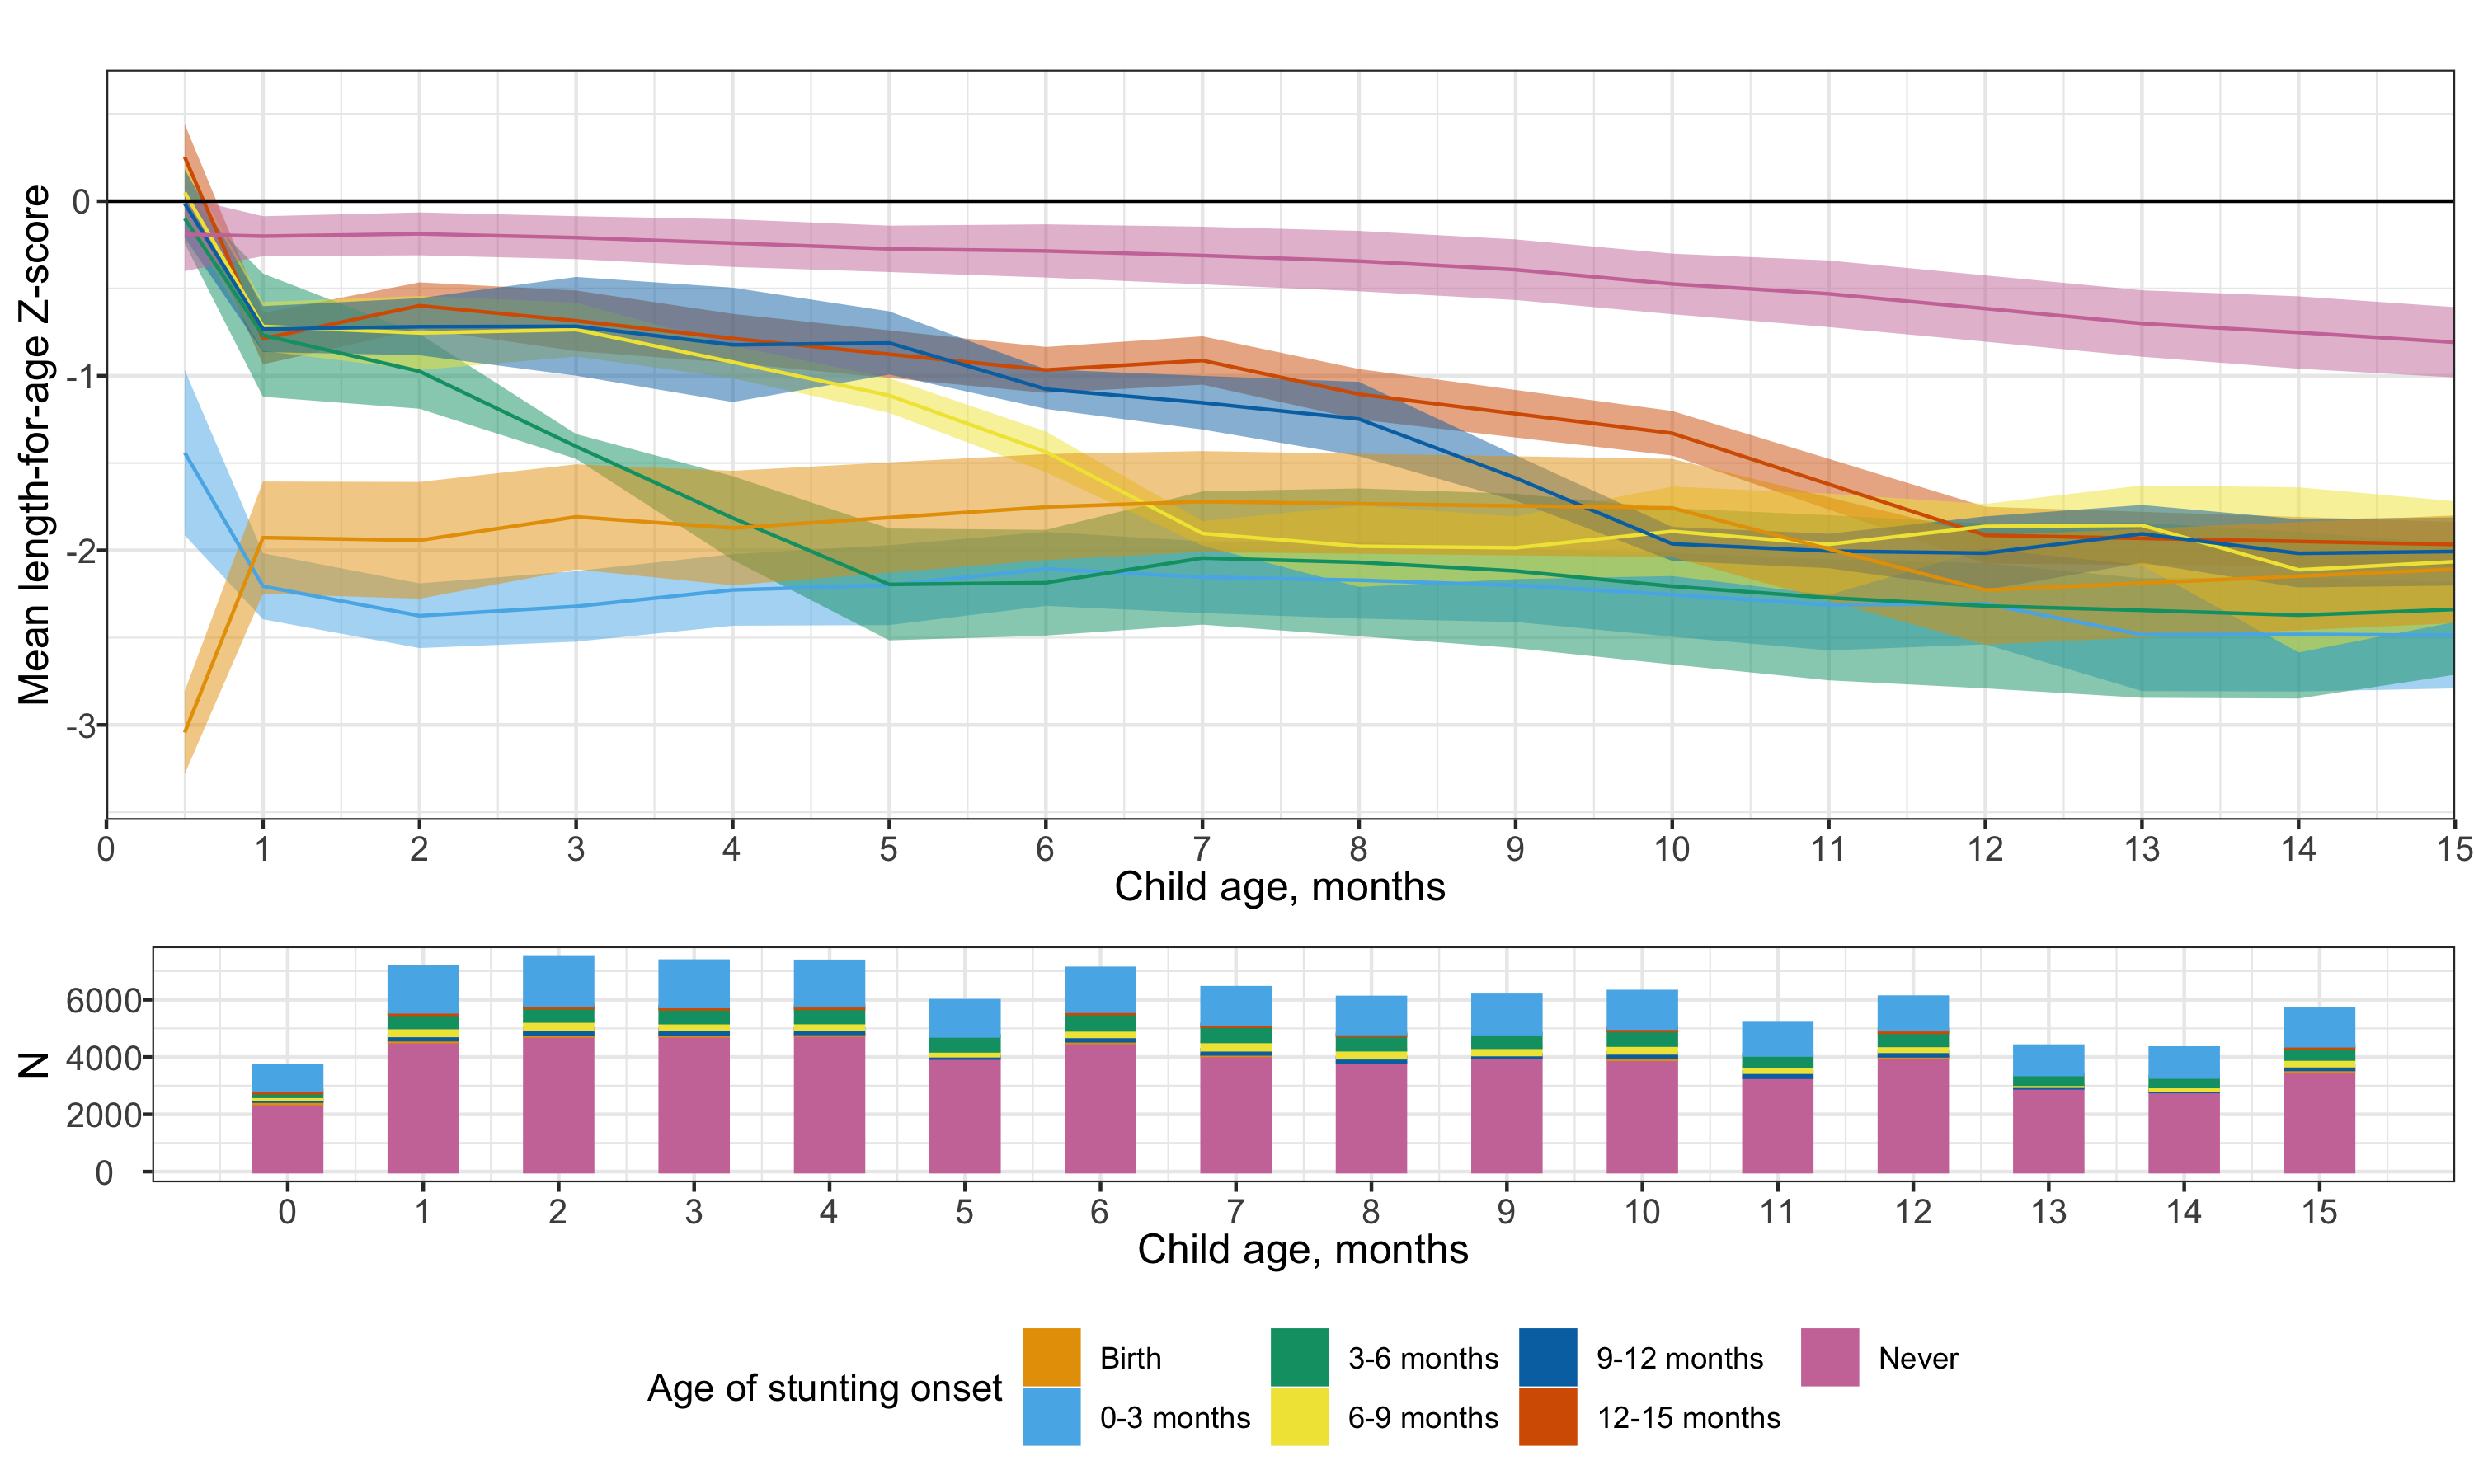 Mean length-for-age Z-score
0
-1
-2
-3
0 1 2 3 4 5 6 7 8 9 10 11 12 13 14 15
Child age, months
N
6000
4000
2000
0
0 1 2 3 4 5 6 7 8 9 10 11 12 13 14 15
Child age, months
Age of stunting onset
Birth 3-6 months 9-12 months Never
0-3 months 6-9 months 12-15 months